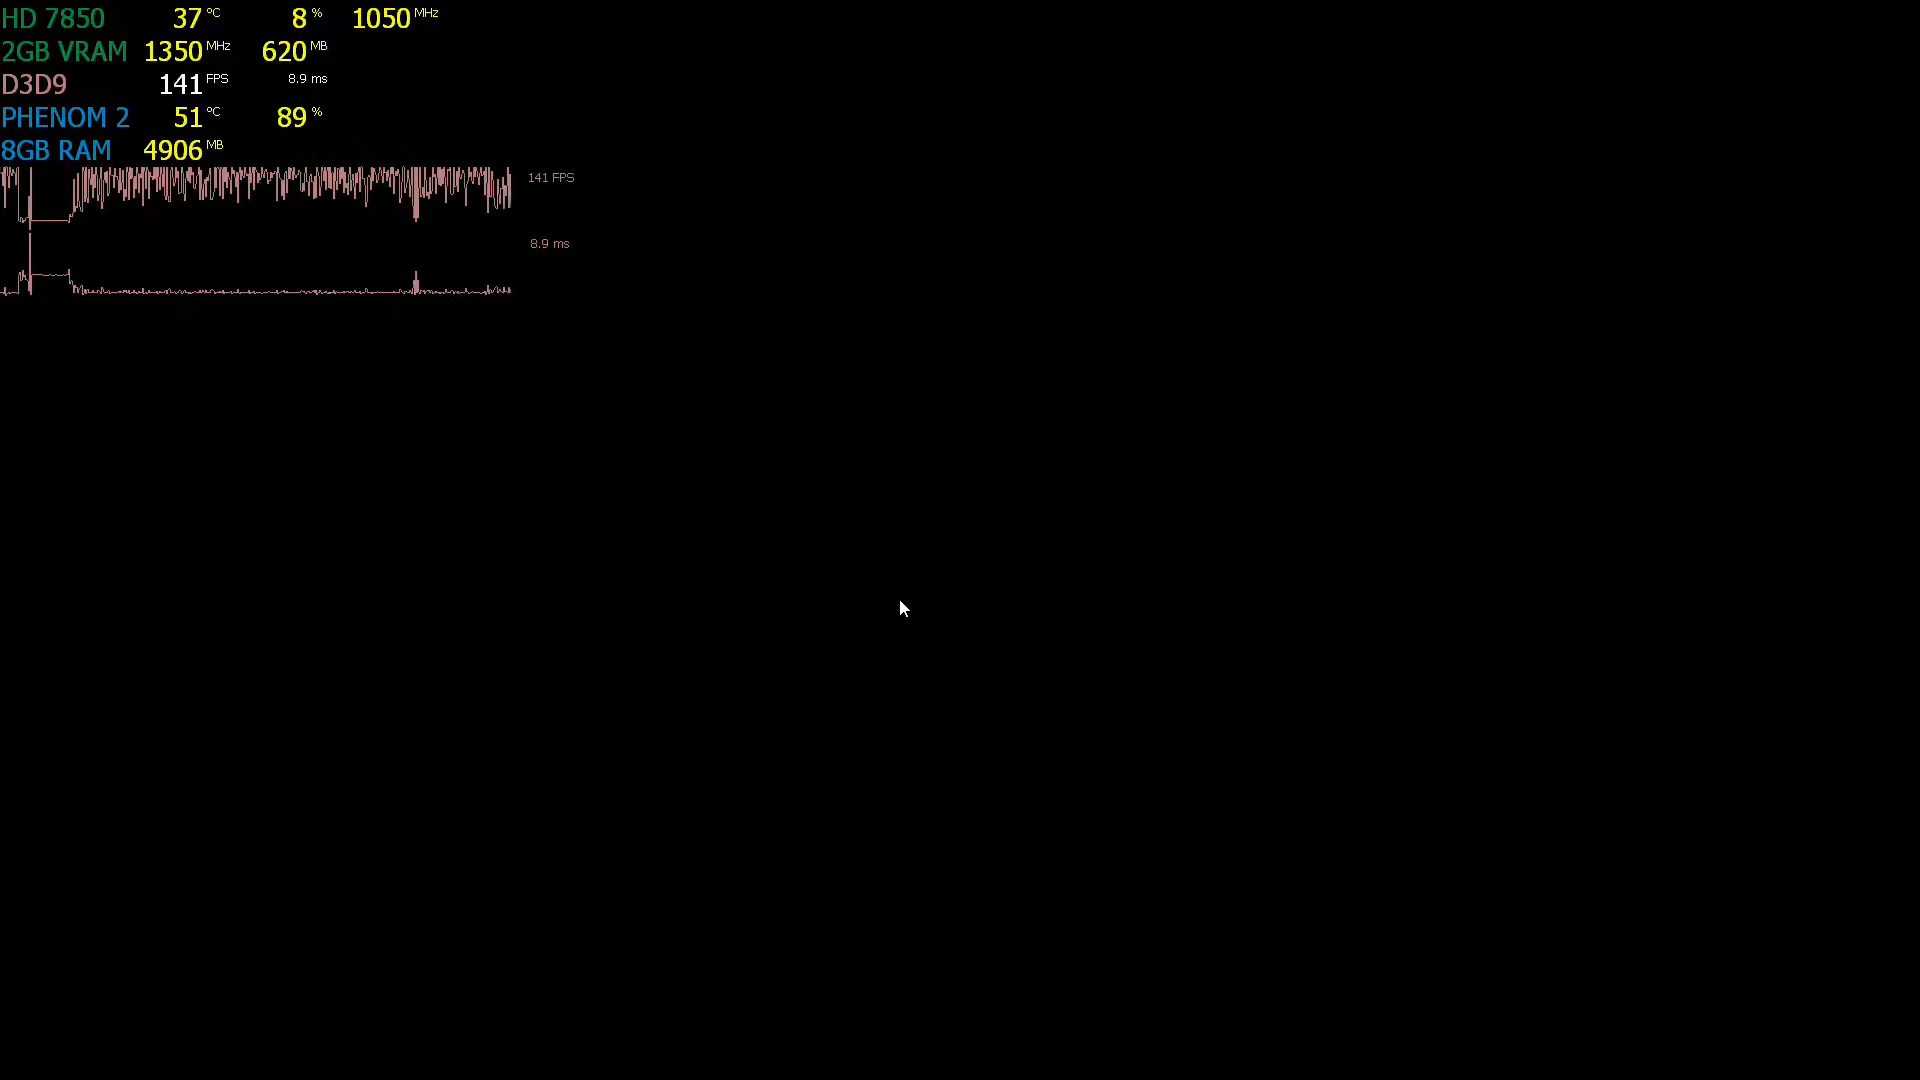 HD 7850 37 °C 8 % 1050 MHz
2GB VRAM 1350 MHz 620 MB
D3D9 141 FPS 8.9 ms
PHENOM 2 51 °C 89 %
8GB RAM 4906 MB
141 FPS
8.9 ms